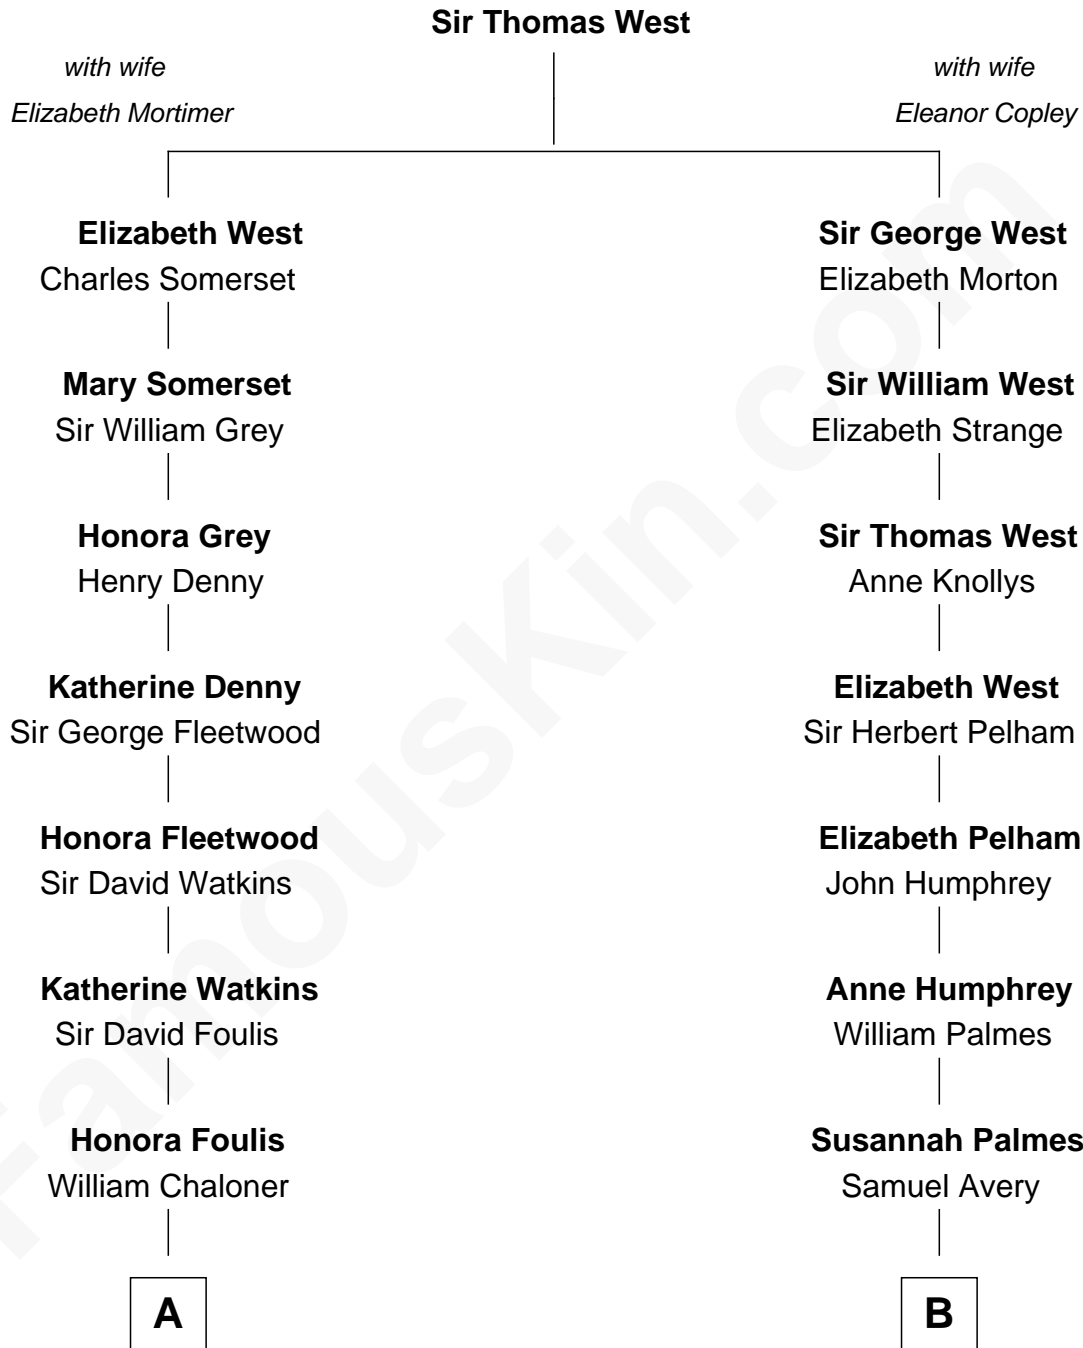 Sir Thomas West
with wife
Elizabeth Mortimer
with wife
Eleanor Copley
Elizabeth West
Charles Somerset
Mary Somerset
Sir William Grey
Honora Grey
Henry Denny
Katherine Denny
Sir George Fleetwood
Honora Fleetwood
Sir David Watkins
Katherine Watkins
Sir David Foulis
Honora Foulis
William Chaloner
A
Sir George West
Elizabeth Morton
Sir William West
Elizabeth Strange
Sir Thomas West
Anne Knollys
Elizabeth West
Sir Herbert Pelham
Elizabeth Pelham
John Humphrey
Anne Humphrey
William Palmes
Susannah Palmes
Samuel Avery
B
FamousKin.com